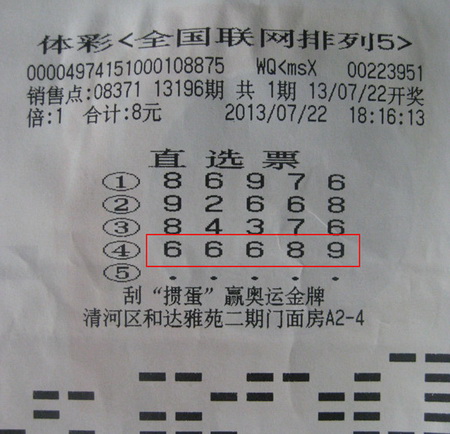 体彩<全国联网排列5>
00004974151000108875 WQ<msX 00223951
销售点:08371 13196期 共 1期 13/07/22开奖
倍:1 合计:8元 2013/07/22 18:16:13
直选票
① 8 6 9 7 6
② 9 2 6 6 8
③ 8 4 3 7 6
④ 6 6 6 8 9
⑤ . . . . .
刮“掼蛋”赢奥运金牌
清河区和达雅苑二期门面房A2-4